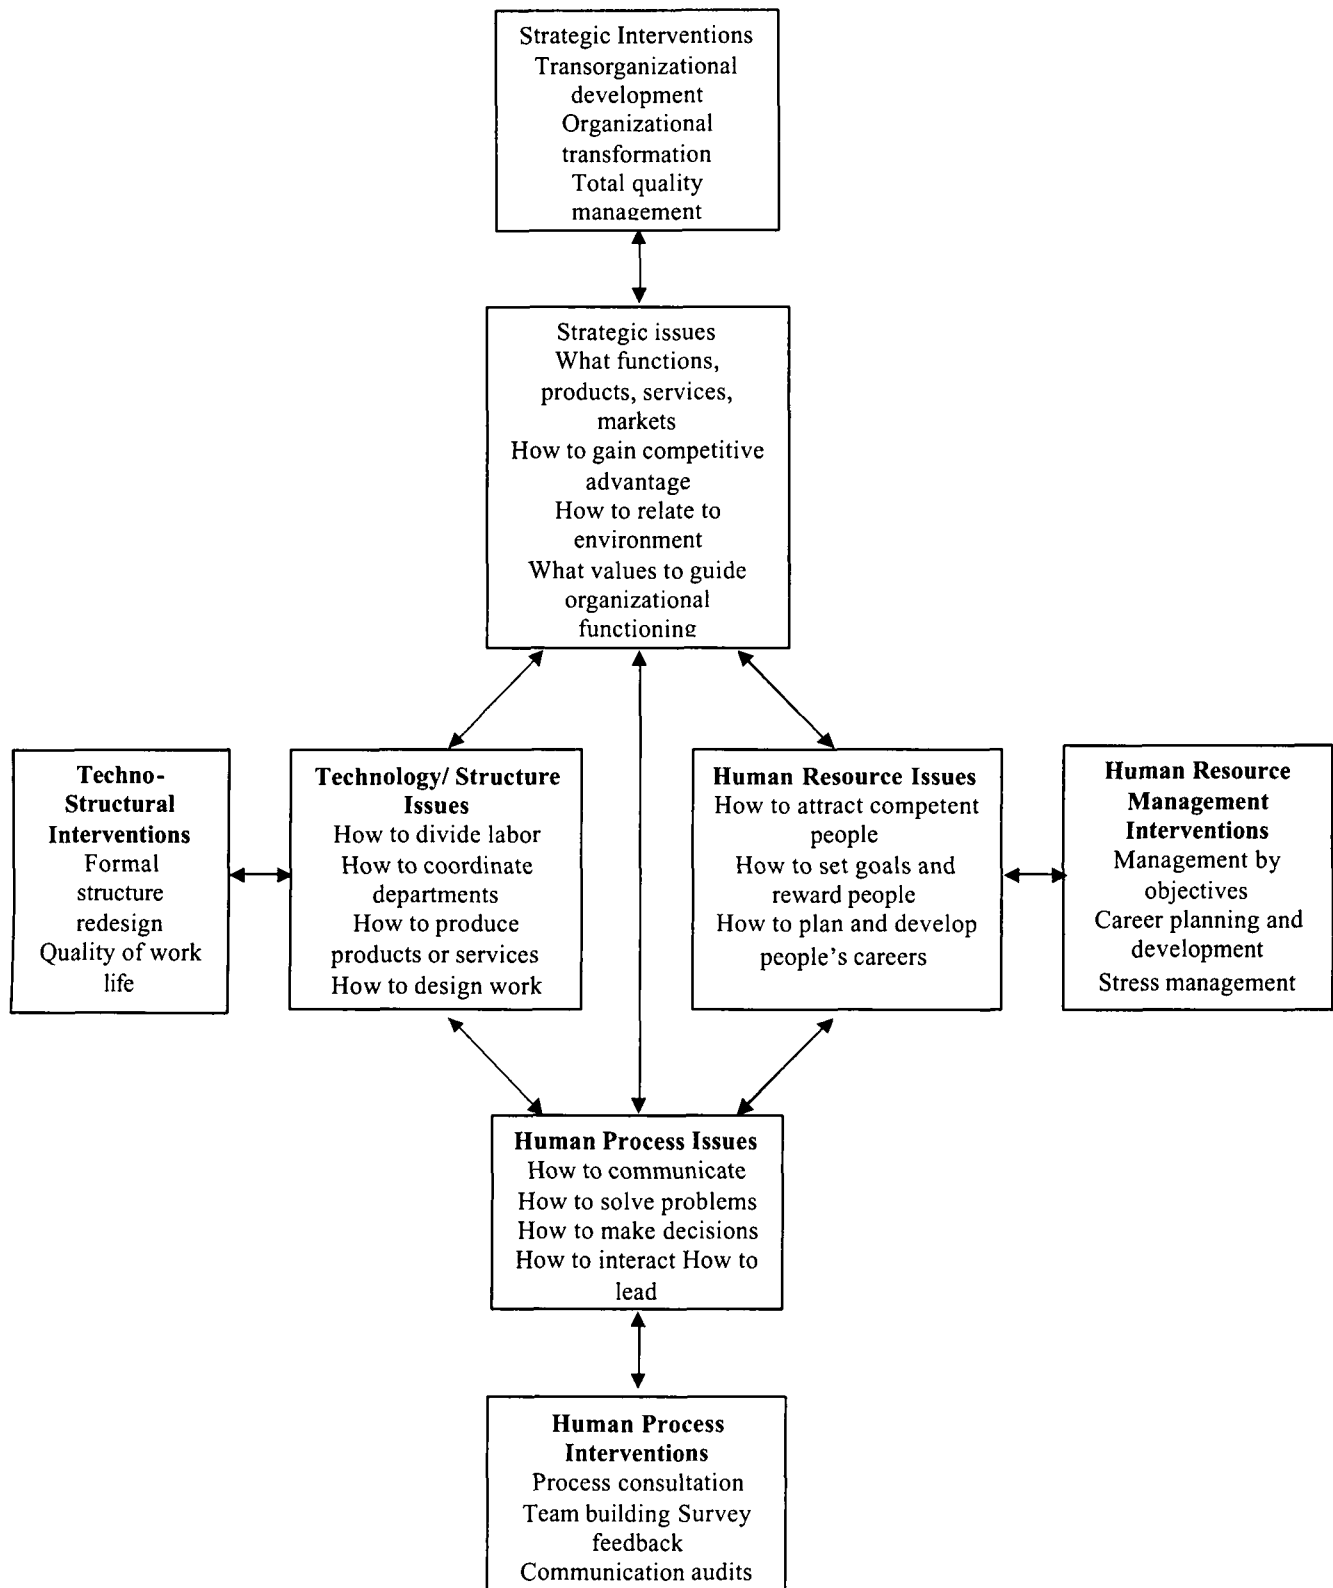 Strategic Interventions
Transorganizational
development
Organizational
transformation
Total quality
management
Strategic issues
What functions,
products, services,
markets
How to gain competitive
advantage
How to relate to
environment
What values to guide
organizational
functioning
Techno-
Structural
Interventions
Formal
structure
redesign
Quality of work
life
Technology/ Structure
Issues
How to divide labor
How to coordinate
departments
How to produce
products or services
How to design work
Human Resource Issues
How to attract competent
people
How to set goals and
reward people
How to plan and develop
people's careers
Human Resource
Management
Interventions
Management by
objectives
Career planning and
development
Stress management
Human Process Issues
How to communicate
How to solve problems
How to make decisions
How to interact How to
lead
Human Process
Interventions
Process consultation
Team building Survey
feedback
Communication audits